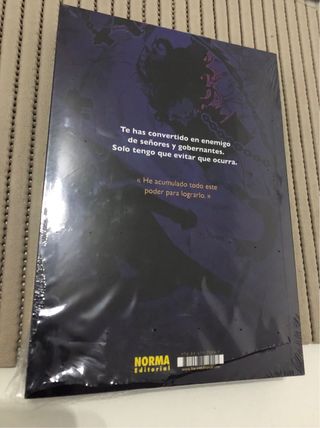 Te has convertido en enemigo
de señores y gobernantes.
Solo tengo que evitar que ocurra.
« He acumulado todo este
poder para lograrlo. »
NORMA
Editorial